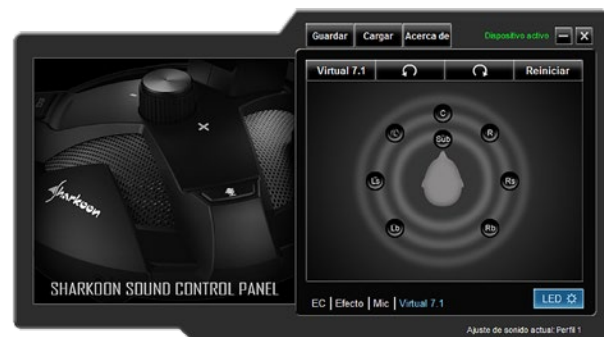 Guardar Cargar Acerca de Dispositivo activo
Virtual 7.1 Reiniciar
C
L R
Sub
Ls Rs
Lb Rb
Sharkoon
SHARKOON SOUND CONTROL PANEL
EC | Efecto | Mic | Virtual 7.1 LED
Ajuste de sonido actual: Perfil 1